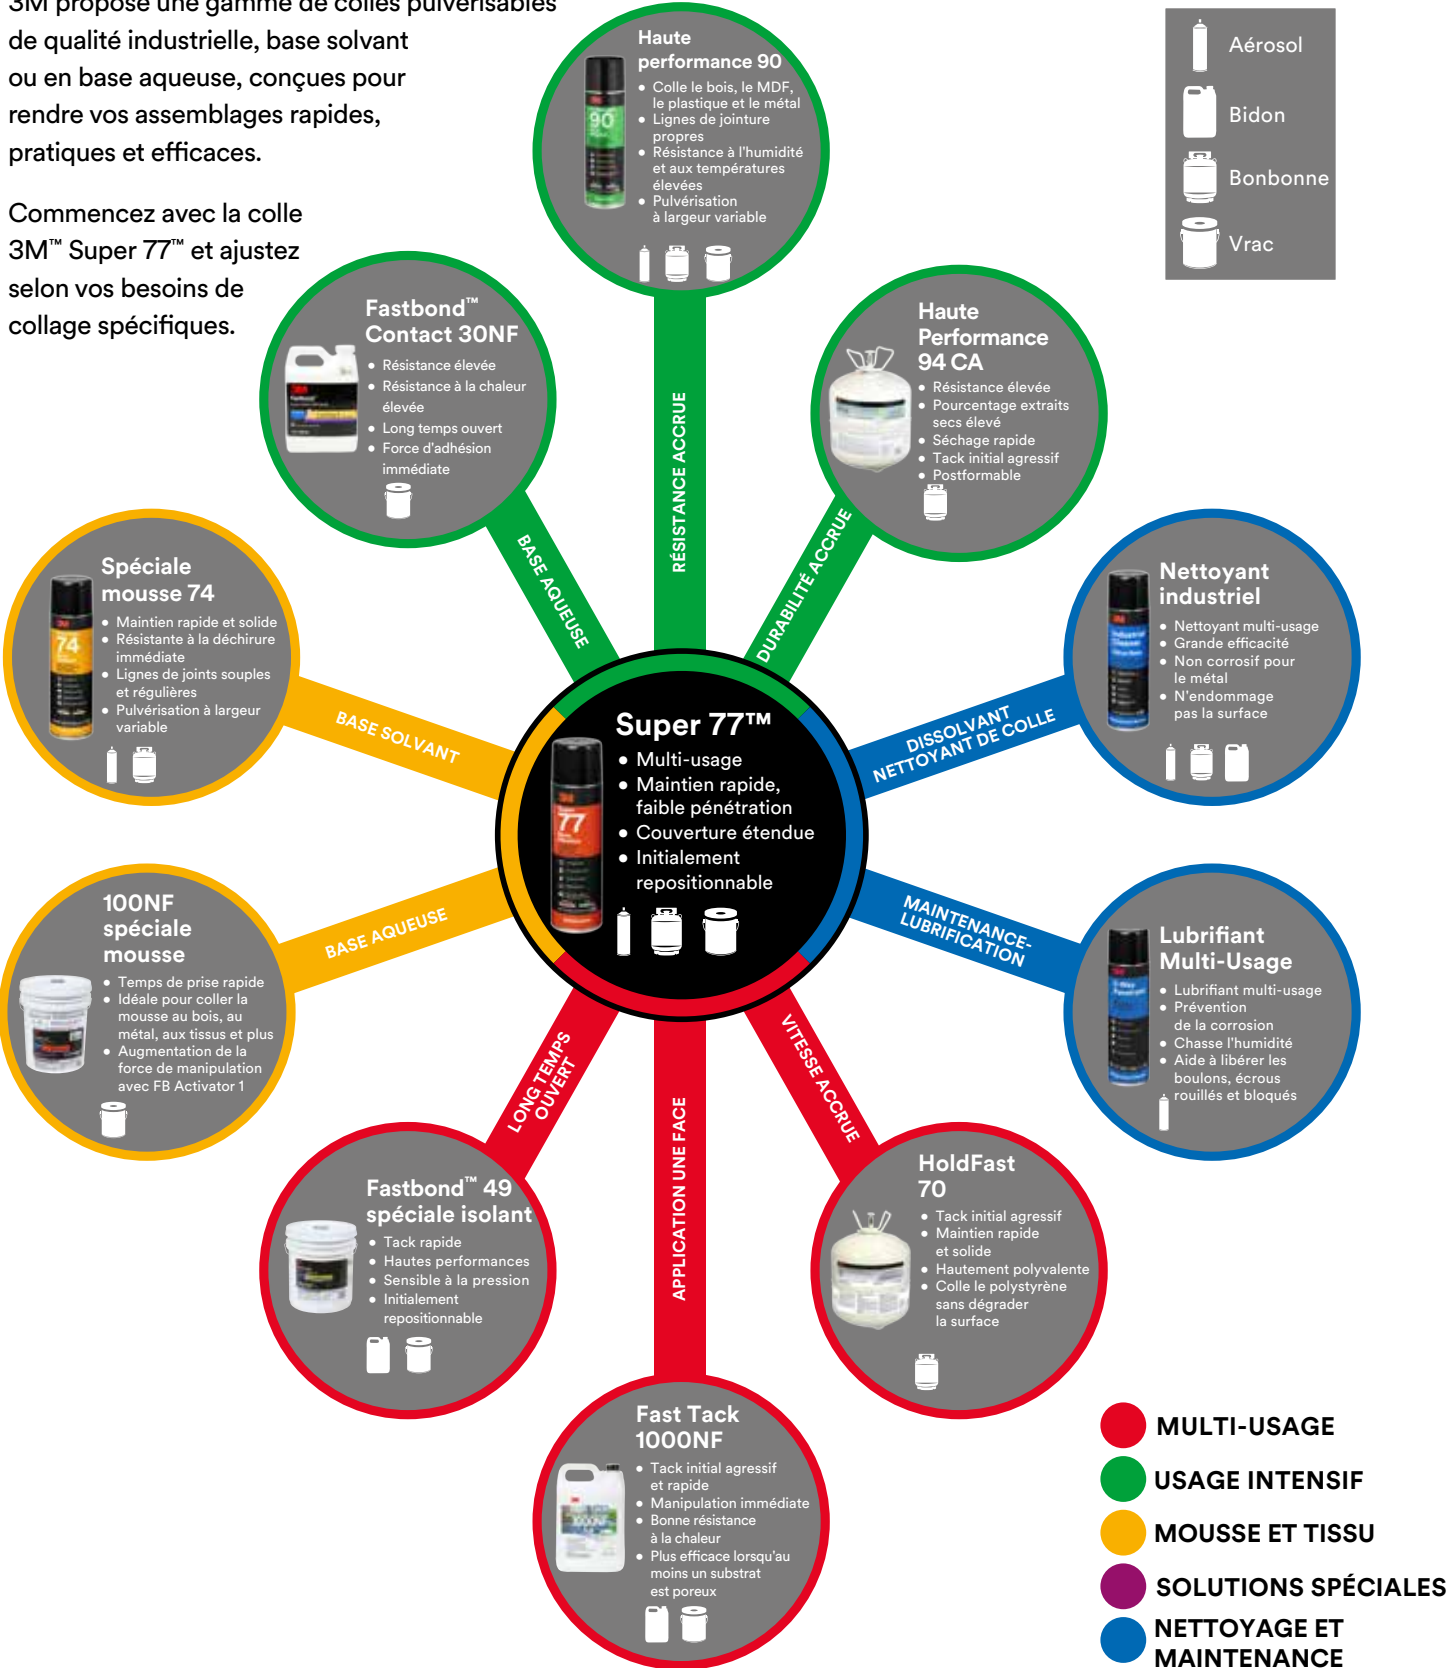 3M propose une gamme de colles pulvérisables
de qualité industrielle, base solvant
ou en base aqueuse, conçues pour
rendre vos assemblages rapides,
pratiques et efficaces.
Commencez avec la colle
3M™ Super 77™ et ajustez
selon vos besoins de
collage spécifiques.
Aérosol
Bidon
Bonbonne
Vrac
Haute
performance 90
• Colle le bois, le MDF,
le plastique et le métal
• Lignes de jointure
propres
• Résistance à l'humidité
et aux températures
élevées
• Pulvérisation
à largeur variable
90
RÉSISTANCE ACCRUE
Fastbond™
Contact 30NF
• Résistance élevée
• Résistance à la chaleur
élevée
• Long temps ouvert
• Force d'adhésion
immédiate
BASE AQUEUSE
Haute
Performance
94 CA
• Résistance élevée
• Pourcentage extraits
secs élevé
• Séchage rapide
• Tack initial agressif
• Postformable
DURABILITÉ ACCRUE
Spéciale
mousse 74
• Maintien rapide et solide
• Résistante à la déchirure
immédiate
• Lignes de joints souples
et régulières
• Pulvérisation à largeur
variable
74
BASE SOLVANT
Nettoyant
industriel
• Nettoyant multi-usage
• Grande efficacité
• Non corrosif pour
le métal
• N'endommage
pas la surface
DISSOLVANT
NETTOYANT DE COLLE
Super 77™
• Multi-usage
• Maintien rapide,
faible pénétration
• Couverture étendue
• Initialement
repositionnable
3M
77
100NF
spéciale
mousse
• Temps de prise rapide
• Idéale pour coller la
mousse au bois, au
métal, aux tissus et plus
• Augmentation de la
force de manipulation
avec FB Activator 1
BASE AQUEUSE
Lubrifiant
Multi-Usage
• Lubrifiant multi-usage
• Prévention
de la corrosion
• Chasse l'humidité
• Aide à libérer les
boulons, écrous
rouillés et bloqués
MAINTENANCE-
LUBRIFICATION
Fastbond™ 49
spéciale isolant
• Tack rapide
• Hautes performances
• Sensible à la pression
• Initialement
repositionnable
LONG TEMPS
OUVERT
HoldFast
70
• Tack initial agressif
• Maintien rapide
et solide
• Hautement polyvalente
• Colle le polystyrène
sans dégrader
la surface
VITESSE ACCRUE
APPLICATION UNE FACE
Fast Tack
1000NF
• Tack initial agressif
et rapide
• Manipulation immédiate
• Bonne résistance
à la chaleur
• Plus efficace lorsqu'au
moins un substrat
est poreux
1000NF
MULTI-USAGE
USAGE INTENSIF
MOUSSE ET TISSU
SOLUTIONS SPÉCIALES
NETTOYAGE ET
MAINTENANCE